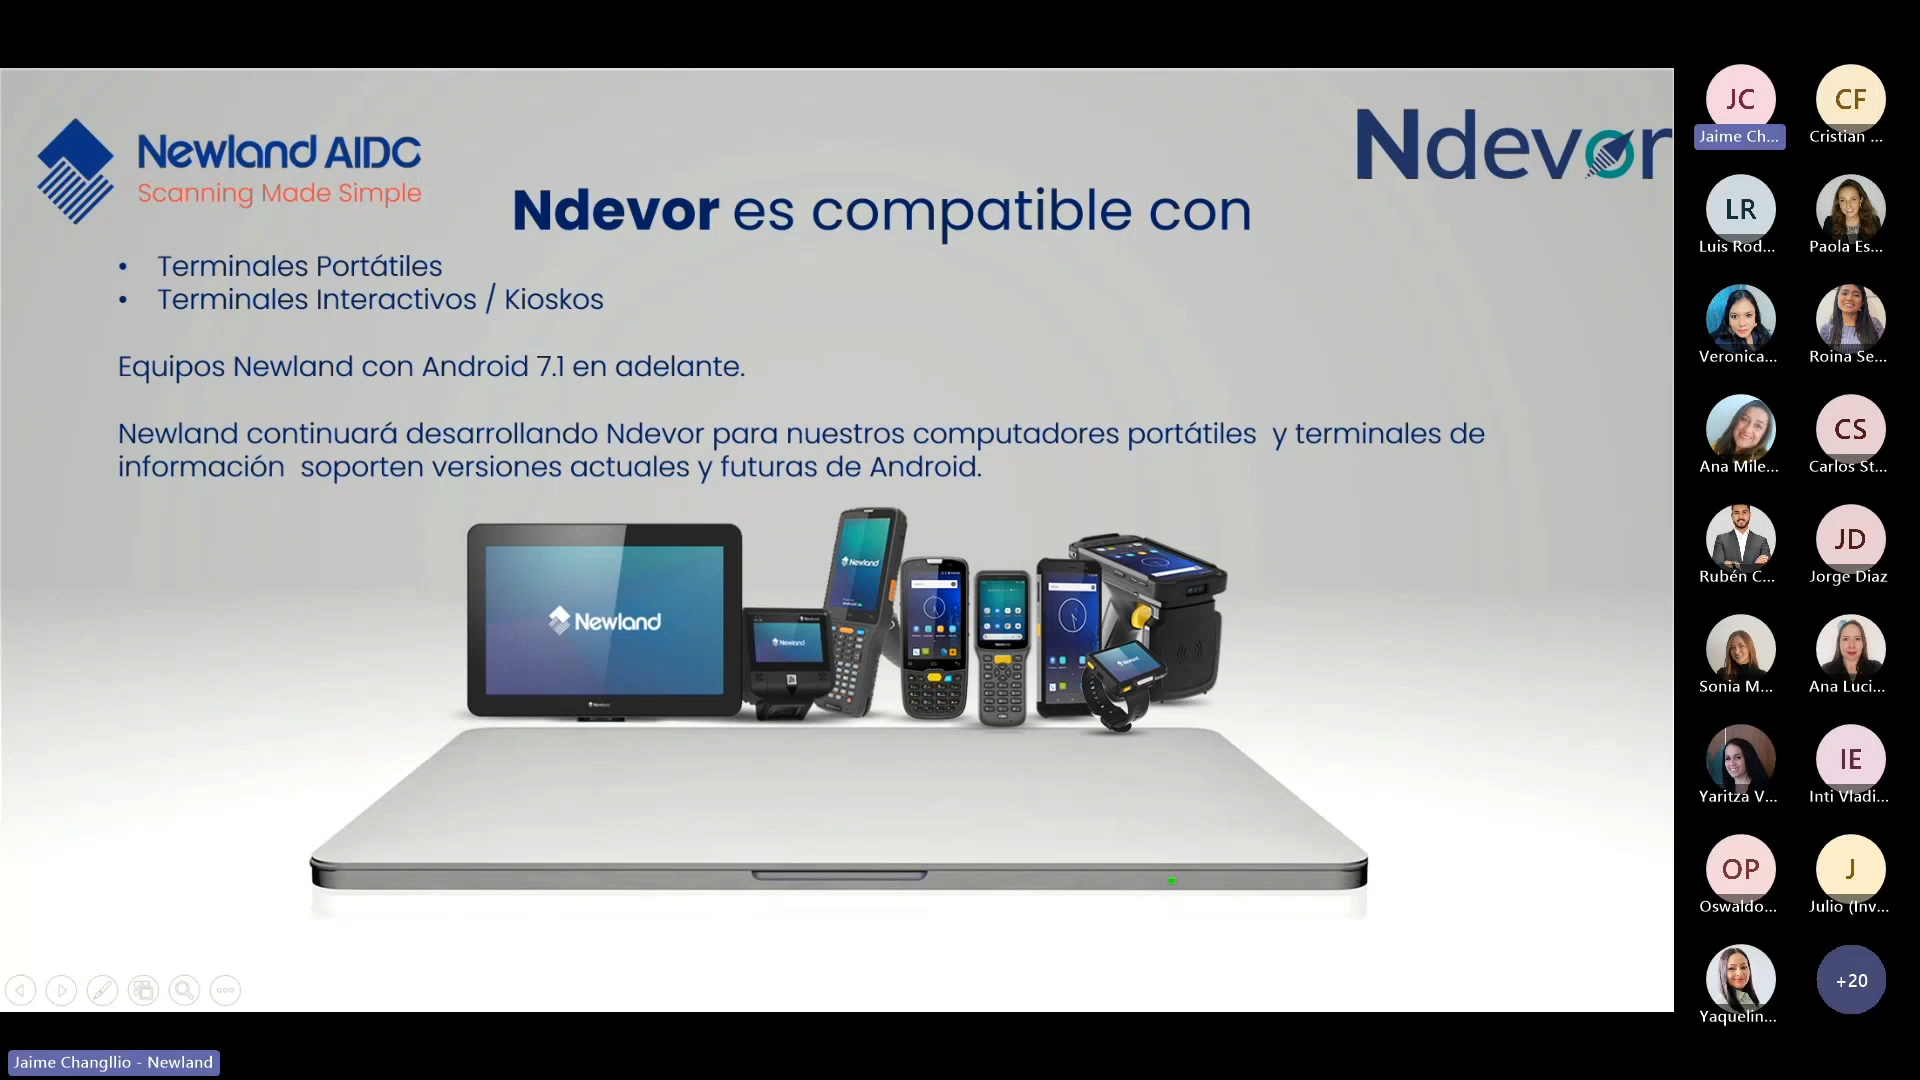 Newland AIDC
Scanning Made Simple
Ndevor
Ndevor es compatible con
• Terminales Portátiles
• Terminales Interactivos / Kioskos
Equipos Newland con Android 7.1 en adelante.
Newland continuará desarrollando Ndevor para nuestros computadores portátiles y terminales de
información soporten versiones actuales y futuras de Android.
Newland
Newland
Newland
Newland
JC
Jaime Ch...
CF
Cristian ...
LR
Luis Rod...
Paola Es...
Veronica...
Roina Se...
Ana Mile...
CS
Carlos St...
Rubén C...
JD
Jorge Diaz
Sonia M...
Ana Luci...
Yaritza V...
IE
Inti Vladi...
OP
Oswaldo...
J
Julio (Inv...
Yaquelin...
+20
Jaime Changllio - Newland